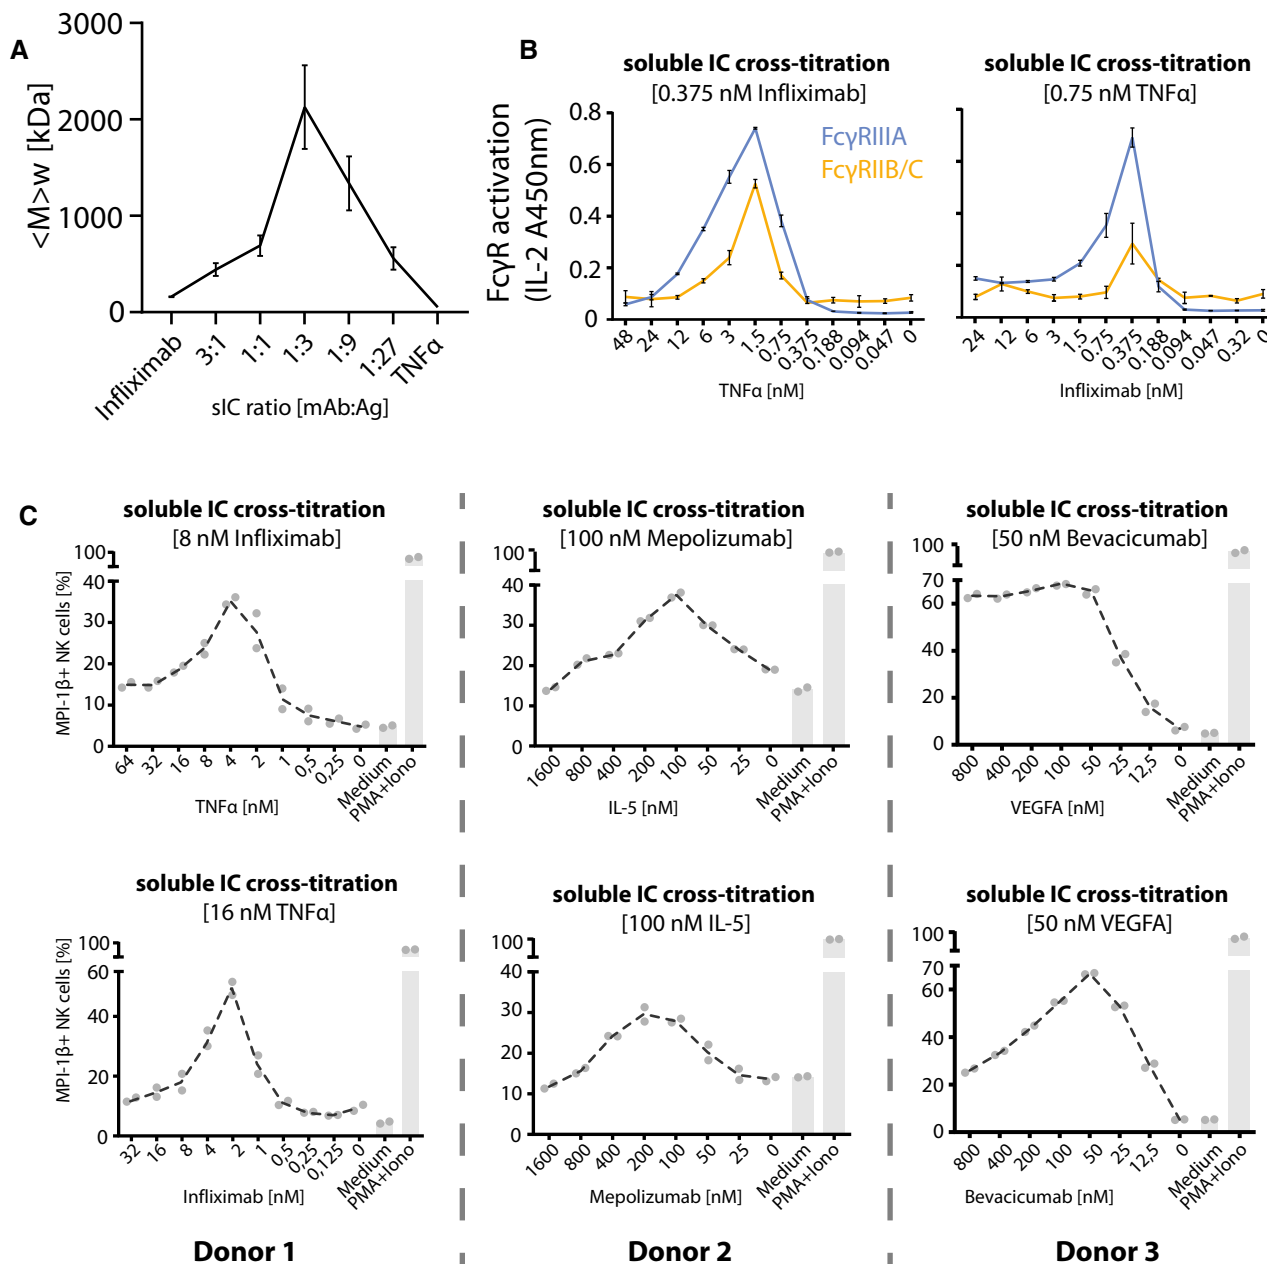 A
<M>w [kDa]
3000
2000
1000
0
Infliximab
3:1
1:1
1:3
1:9
1:27
TNFα
sIC ratio [mAb:Ag]
B
soluble IC cross-titration
[0.375 nM Infliximab]
FcγR activation
(IL-2 A450nm)
0.8
0.6
0.4
0.2
0
FcγRIIIA
FcγRIIB/C
48
24
12
6
3
1.5
0.75
0.375
0.188
0.094
0.047
0
TNFα [nM]
soluble IC cross-titration
[0.75 nM TNFα]
24
12
6
3
1.5
0.75
0.375
0.188
0.094
0.047
0.32
0
Infliximab [nM]
C
soluble IC cross-titration
[8 nM Infliximab]
MPI-1β+ NK cells [%]
100
40
30
20
10
0
64
32
16
8
4
2
1
0,5
0,25
0
Medium
PMA+Iono
TNFα [nM]
soluble IC cross-titration
[100 nM Mepolizumab]
100
40
30
20
10
0
1600
800
400
200
100
50
25
0
Medium
PMA+Iono
IL-5 [nM]
soluble IC cross-titration
[50 nM Bevacicumab]
100
70
60
40
20
0
800
400
200
100
50
25
12,5
0
Medium
PMA+Iono
VEGFA [nM]
soluble IC cross-titration
[16 nM TNFα]
MPI-1β+ NK cells [%]
100
60
40
20
0
32
16
8
4
2
1
0,5
0,25
0,125
0
Medium
PMA+Iono
Infliximab [nM]
soluble IC cross-titration
[100 nM IL-5]
100
40
30
20
10
0
1600
800
400
200
100
50
25
0
Medium
PMA+Iono
Mepolizumab [nM]
soluble IC cross-titration
[50 nM VEGFA]
100
70
60
40
20
0
800
400
200
100
50
25
12,5
0
Medium
PMA+Iono
Bevacicumab [nM]
Donor 1
Donor 2
Donor 3